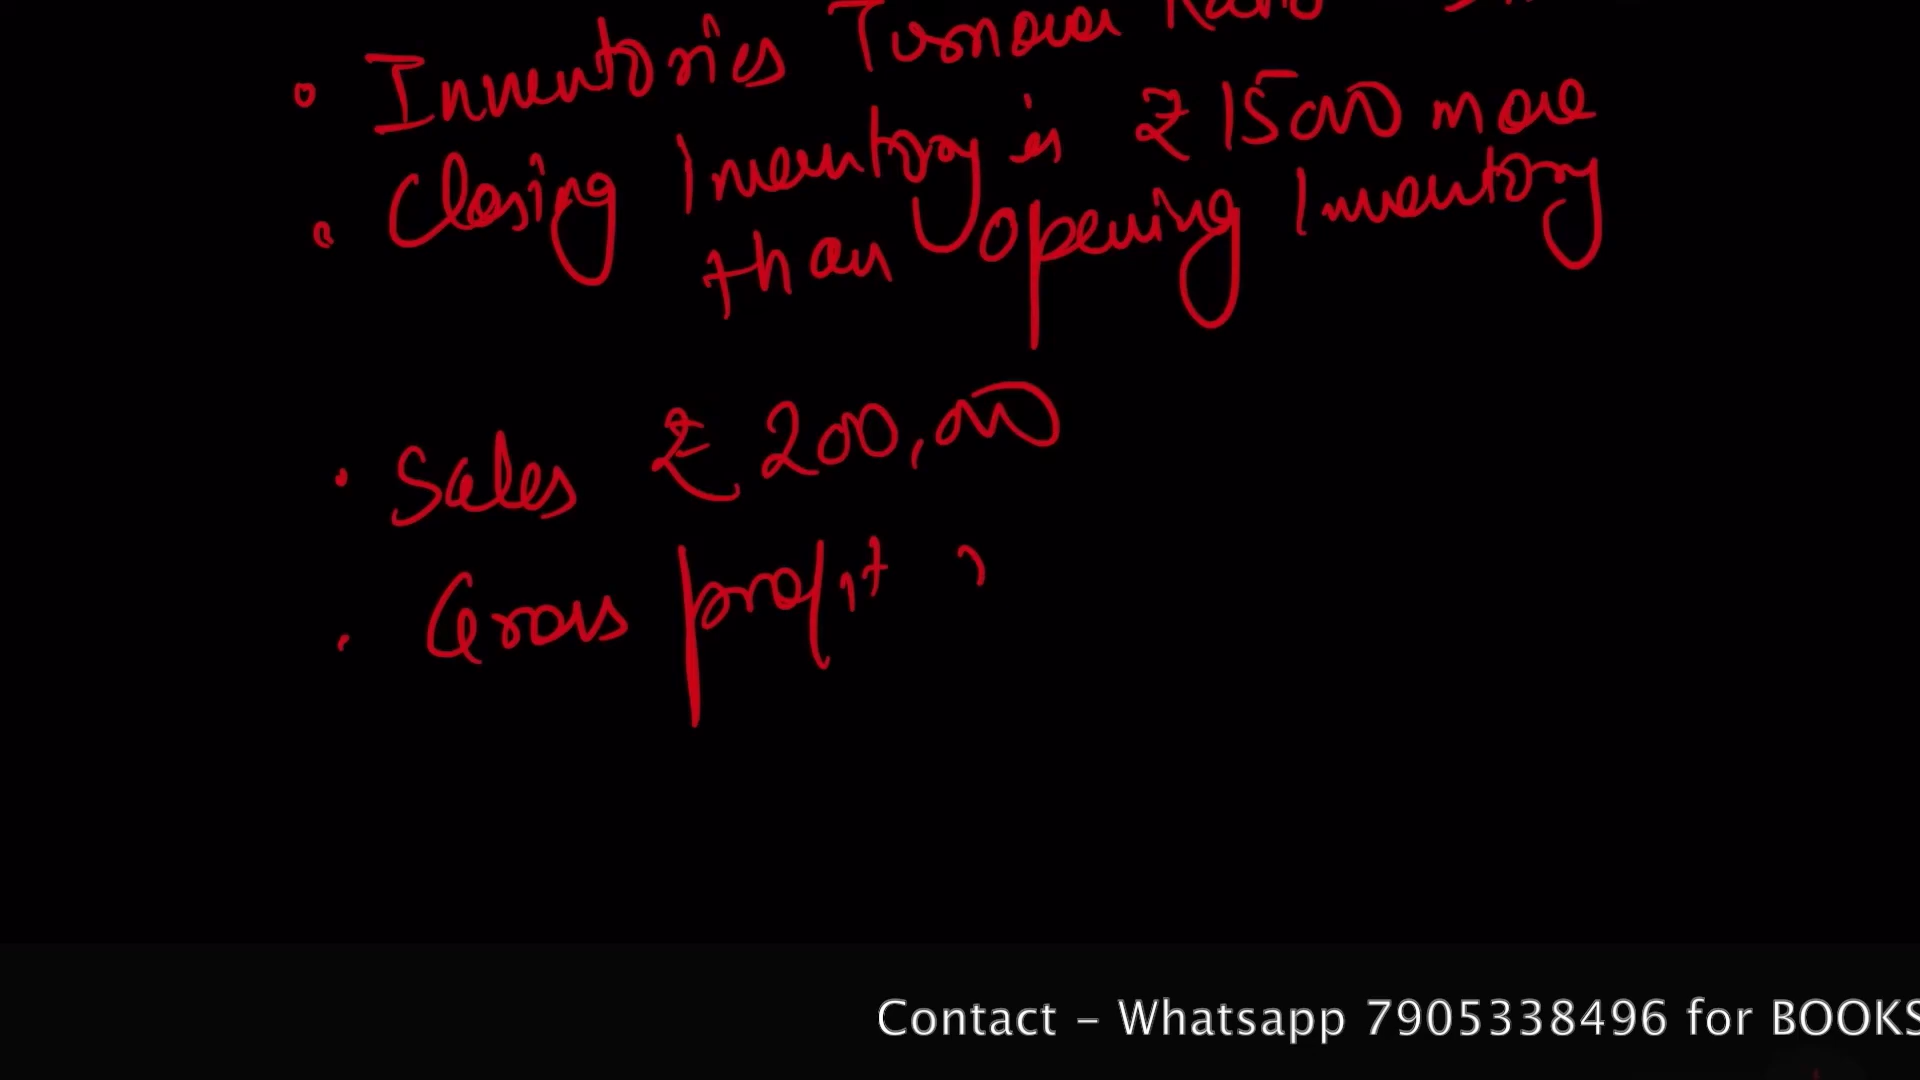 • Inventories Turnover Ratio
• Closing Inventory is ₹ 15000 more
than opening Inventory
• Sales ₹ 200,000
• Gross profit
Contact – Whatsapp 7905338496 for BOOKS